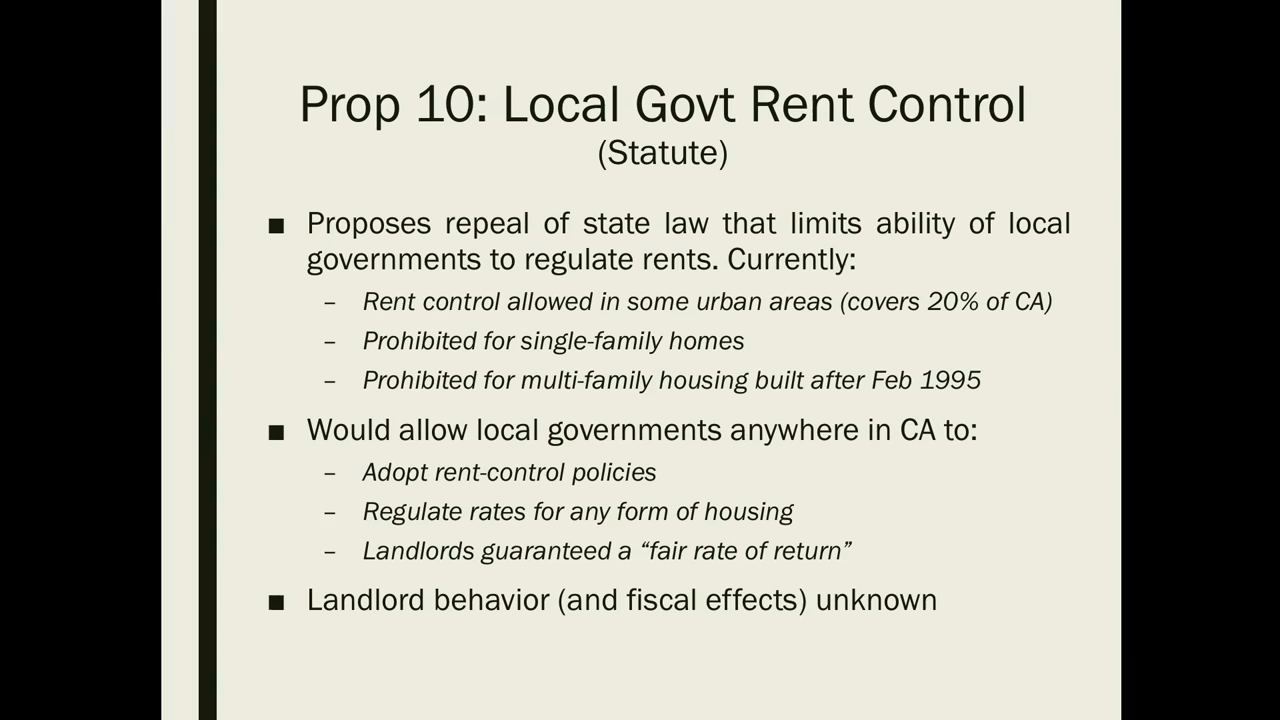 Prop 10: Local Govt Rent Control
(Statute)
■ Proposes repeal of state law that limits ability of local
governments to regulate rents. Currently:
– Rent control allowed in some urban areas (covers 20% of CA)
– Prohibited for single-family homes
– Prohibited for multi-family housing built after Feb 1995
■ Would allow local governments anywhere in CA to:
– Adopt rent-control policies
– Regulate rates for any form of housing
– Landlords guaranteed a “fair rate of return”
■ Landlord behavior (and fiscal effects) unknown